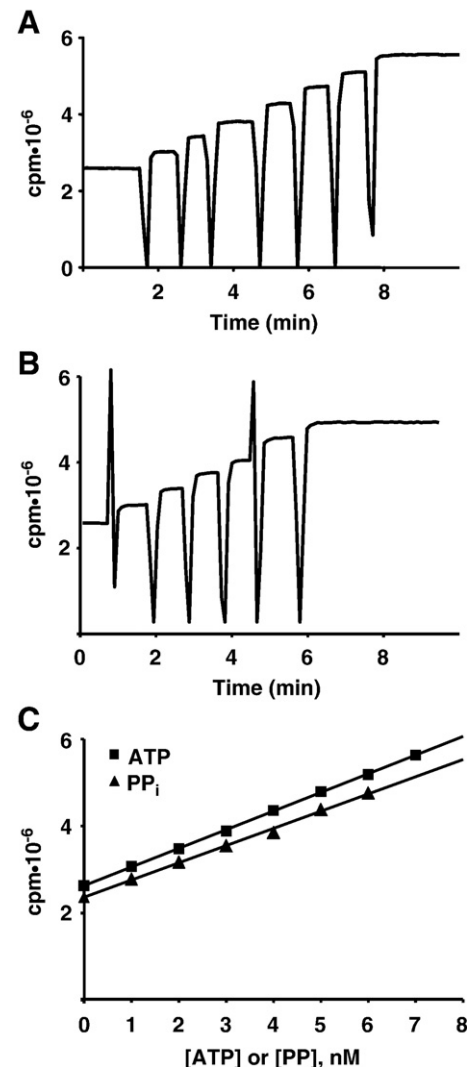 A
cpm•10⁻⁶
6
4
2
0
2 4 6 8
Time (min)
B
cpm•10⁻⁶
6
4
2
0 2 4 6 8
Time (min)
C
cpm•10⁻⁶
6
4
2
■ ATP
▲ PPᵢ
0 1 2 3 4 5 6 7 8
[ATP] or [PP], nM